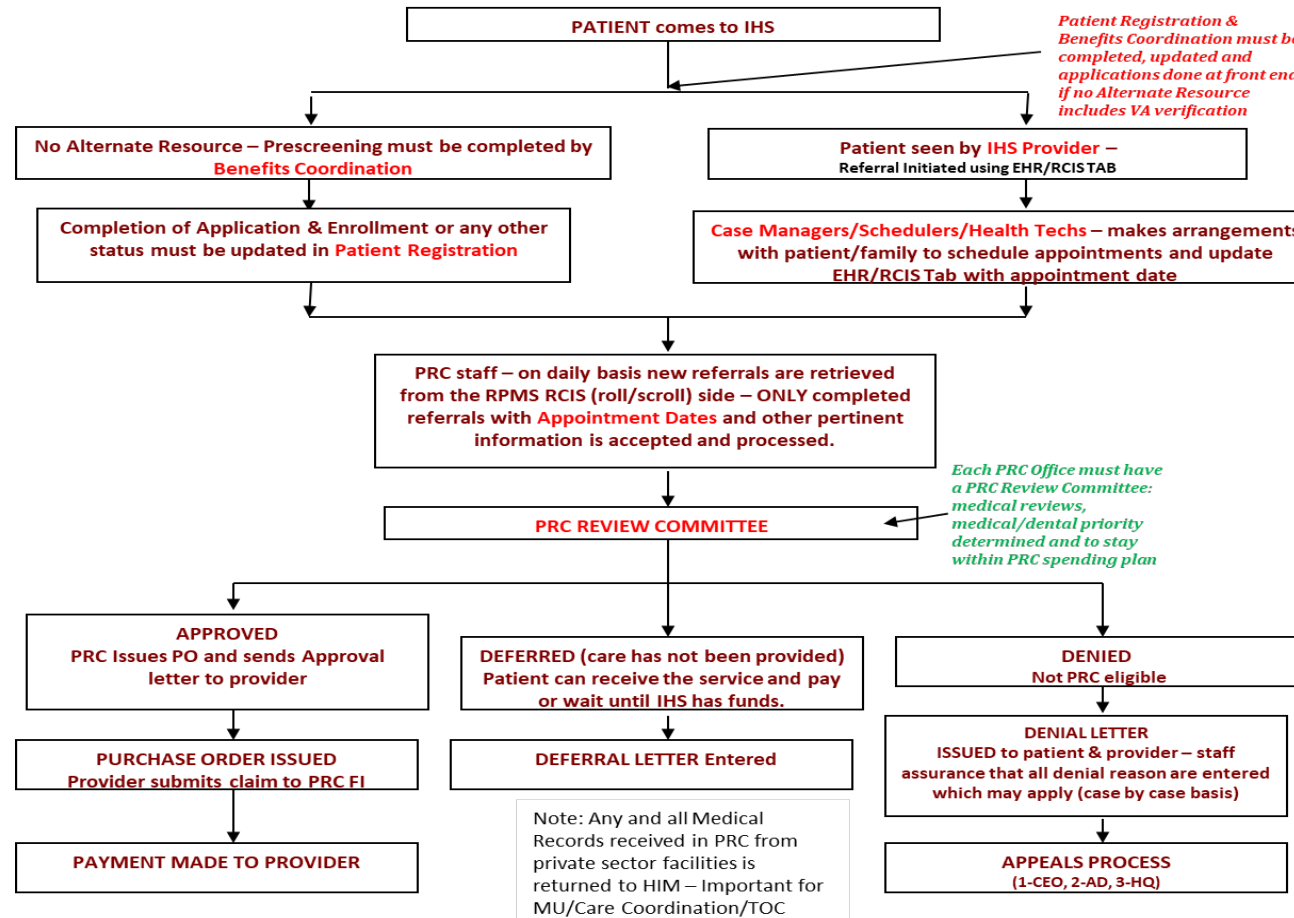 PATIENT comes to IHS
Patient Registration &
Benefits Coordination must be
completed, updated and
applications done at front end
if no Alternate Resource
includes VA verification
No Alternate Resource – Prescreening must be completed by
Benefits Coordination
Patient seen by IHS Provider –
Referral Initiated using EHR/RCIS TAB
Completion of Application & Enrollment or any other
status must be updated in Patient Registration
Case Managers/Schedulers/Health Techs – makes arrangements
with patient/family to schedule appointments and update
EHR/RCIS Tab with appointment date
PRC staff – on daily basis new referrals are retrieved
from the RPMS RCIS (roll/scroll) side – ONLY completed
referrals with Appointment Dates and other pertinent
information is accepted and processed.
Each PRC Office must have
a PRC Review Committee:
medical reviews,
medical/dental priority
determined and to stay
within PRC spending plan
PRC REVIEW COMMITTEE
APPROVED
PRC Issues PO and sends Approval
letter to provider
DEFERRED (care has not been provided)
Patient can receive the service and pay
or wait until IHS has funds.
DENIED
Not PRC eligible
PURCHASE ORDER ISSUED
Provider submits claim to PRC FI
DEFERRAL LETTER Entered
DENIAL LETTER
ISSUED to patient & provider – staff
assurance that all denial reason are entered
which may apply (case by case basis)
PAYMENT MADE TO PROVIDER
Note: Any and all Medical
Records received in PRC from
private sector facilities is
returned to HIM – Important for
MU/Care Coordination/TOC
APPEALS PROCESS
(1-CEO, 2-AD, 3-HQ)